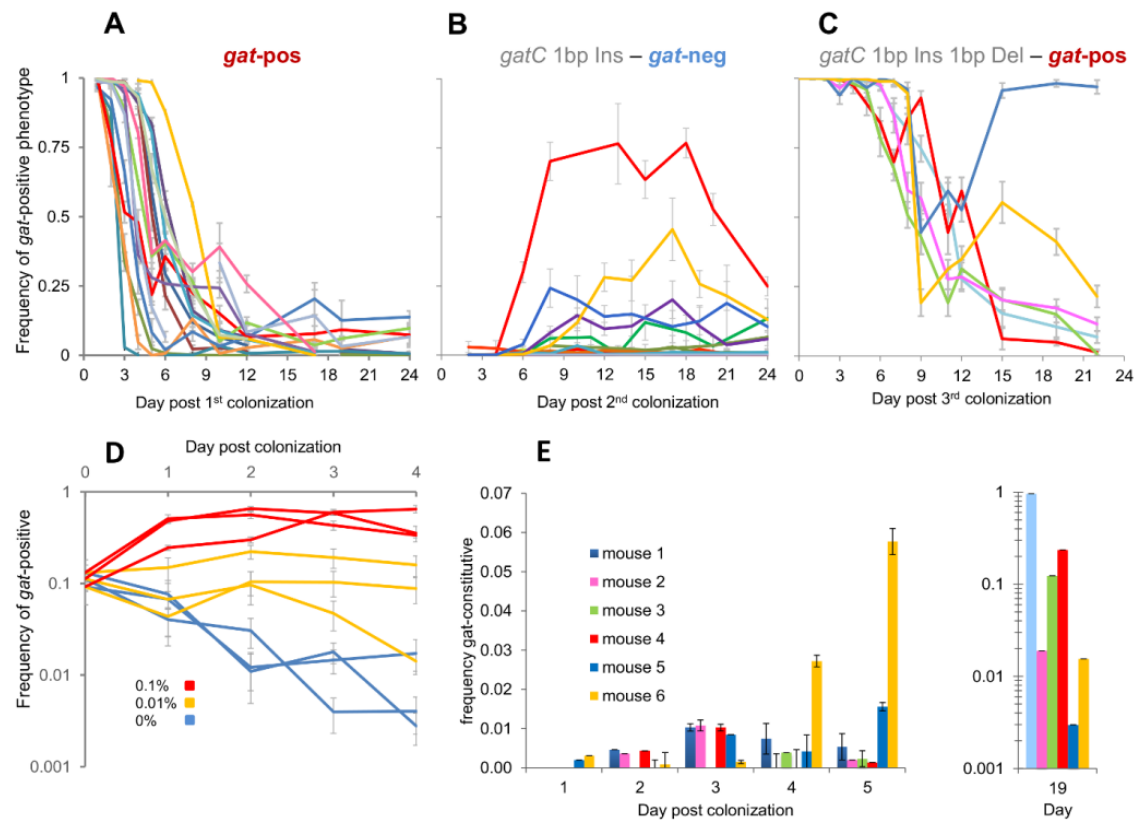 A
gat-pos
B
gatC 1bp Ins – gat-neg
C
gatC 1bp Ins 1bp Del – gat-pos
Frequency of gat-positive phenotype
1
0.75
0.5
0.25
0
0 3 6 9 12 15 18 21 24
Day post 1st colonization
0 3 6 9 12 15 18 21 24
Day post 2nd colonization
0 3 6 9 12 15 18 21 24
Day post 3rd colonization
D
Day post colonization
0 1 2 3 4
Frequency of gat-positive
1
0.1
0.01
0.001
0.1%
0.01%
0%
E
frequency gat-constitutive
0.07
0.06
0.05
0.04
0.03
0.02
0.01
0.00
mouse 1
mouse 2
mouse 3
mouse 4
mouse 5
mouse 6
1 2 3 4 5
Day post colonization
1
0.1
0.01
0.001
19
Day